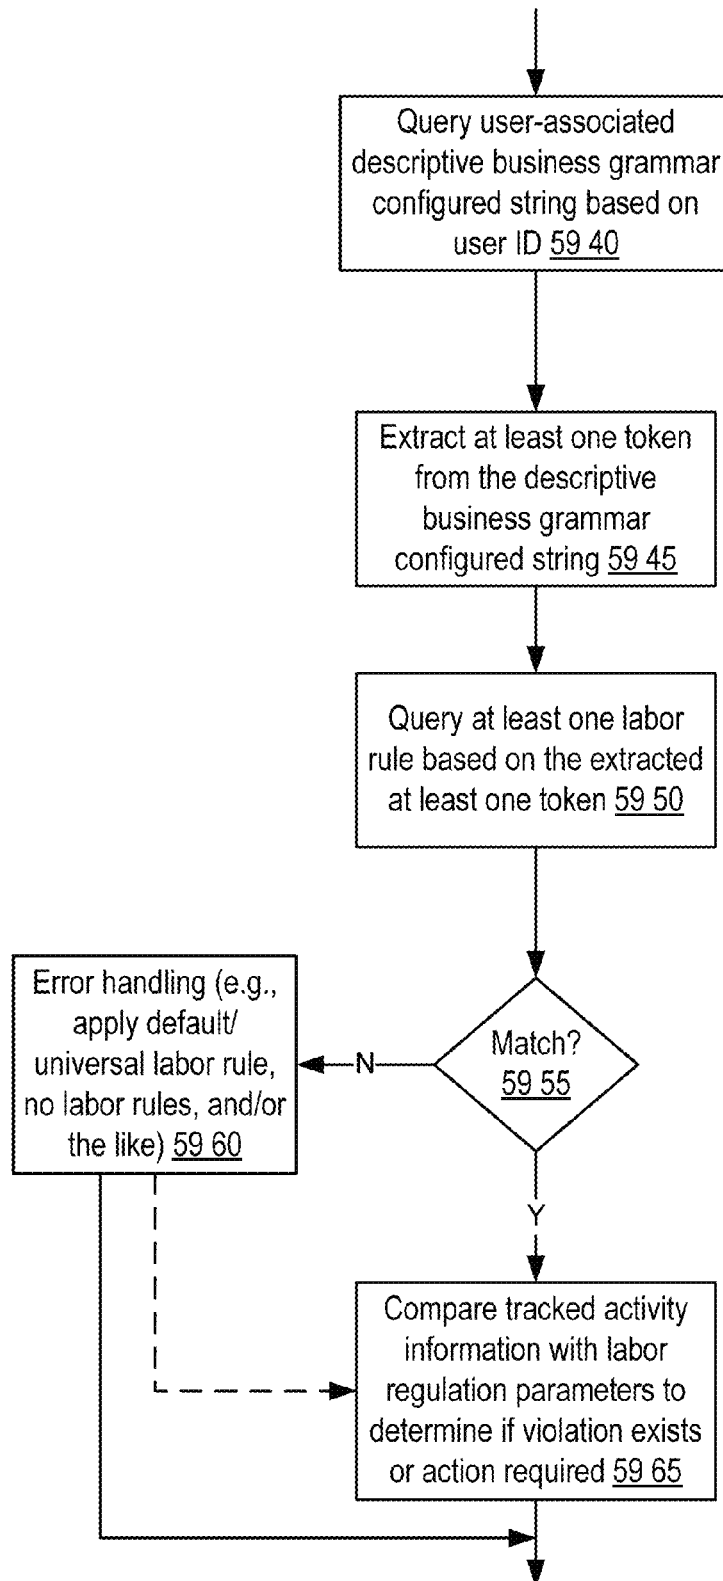 Query user-associated
descriptive business grammar
configured string based on
user ID 59 40
Extract at least one token
from the descriptive
business grammar
configured string 59 45
Query at least one labor
rule based on the extracted
at least one token 59 50
Match?
59 55
N
Error handling (e.g.,
apply default/
universal labor rule,
no labor rules, and/or
the like) 59 60
Y
Compare tracked activity
information with labor
regulation parameters to
determine if violation exists
or action required 59 65